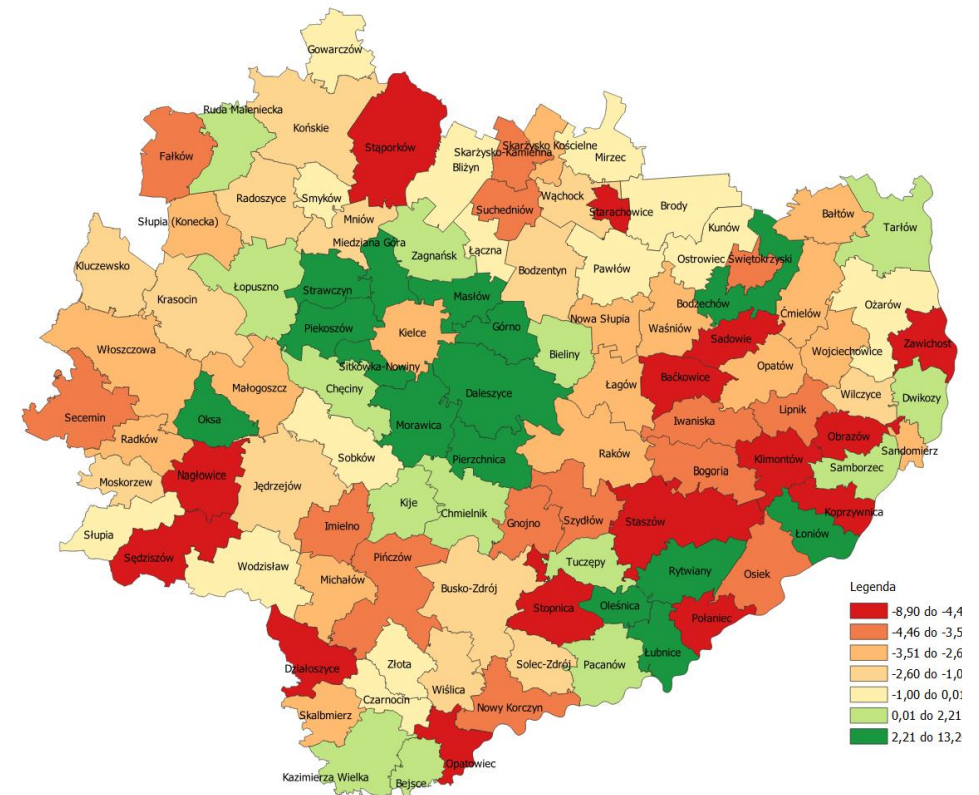 Gowarczów
Ruda Maleniecka
Końskie
Stąporków
Fałków
Skarżysko Kościelne
Skarżysko-Kamienna
Mirzec
Bliżyn
Radoszyce
Smyków
Wąchock
Suchedniów
Starachowice
Brody
Bałtów
Słupia (Konecka)
Mniów
Kunów
Tarłów
Miedziana Góra
Łączna
Zagnańsk
Ostrowiec Świętokrzyski
Kluczewsko
Bodzentyn
Pawłów
Łopuszno
Strawczyn
Masłów
Krasocin
Bodzechów
Ożarów
Ćmielów
Nowa Słupia
Piekoszów
Kielce
Górno
Waśniów
Sadowie
Zawichost
Włoszczowa
Bieliny
Wojciechowice
Sitkówka-Nowiny
Opatów
Baćkowice
Małogoszcz
Chęciny
Łagów
Daleszyce
Wilczyce
Dwikozy
Secemin
Oksa
Morawica
Iwaniska
Lipnik
Radków
Obrazów
Sandomierz
Sobków
Pierzchnica
Raków
Klimontów
Nagłowice
Bogoria
Samborzec
Moskorzew
Jędrzejów
Kije
Chmielnik
Koprzywnica
Słupia
Imielno
Gnojno
Szydłów
Staszów
Łoniów
Sędziszów
Pińczów
Tuczępy
Wodzisław
Rytwiany
Osiek
Michałów
Busko-Zdrój
Stopnica
Oleśnica
Połaniec
Łubnice
Działoszyce
Złota
Solec-Zdrój
Pacanów
Wiślica
Czarnocin
Nowy Korczyn
Skalbmierz
Opatowiec
Kazimierza Wielka
Bejsce
Legenda
-8,90 do -4,4
-4,46 do -3,5
-3,51 do -2,6
-2,60 do -1,0
-1,00 do 0,01
0,01 do 2,21
2,21 do 13,2